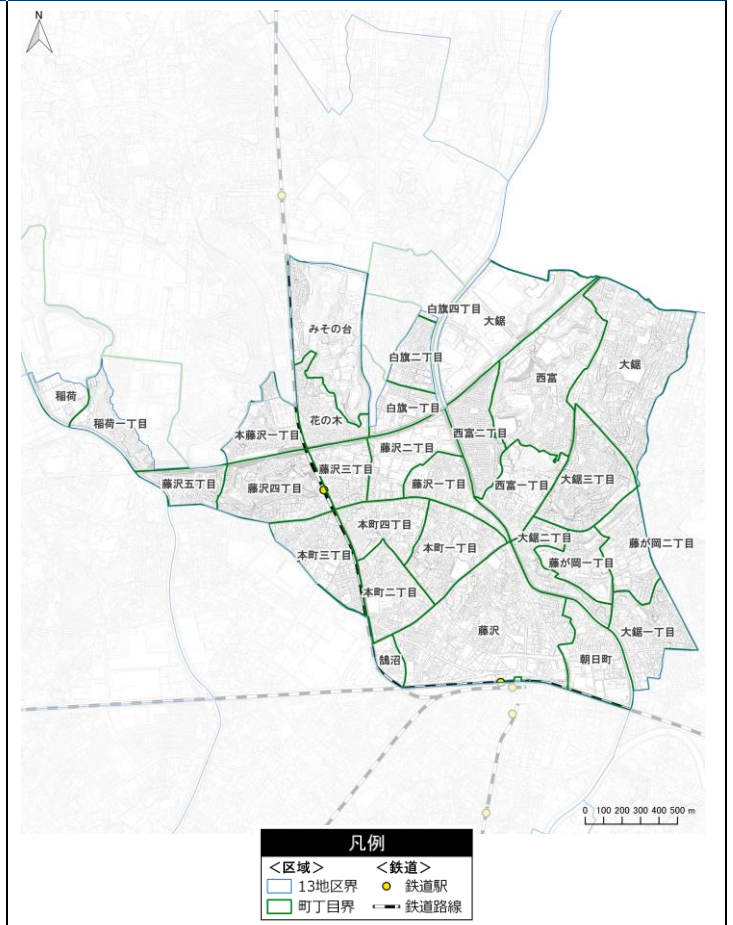 N
白旗四丁目
大鋸
みその台
白旗二丁目
西富
大鋸
稲荷
稲荷一丁目
白旗一丁目
花の木
本藤沢一丁目
西富二丁目
藤沢二丁目
藤沢三丁目
藤沢五丁目
藤沢四丁目
藤沢一丁目
西富一丁目
大鋸三丁目
本町四丁目
大鋸二丁目
藤が岡二丁目
本町三丁目
本町一丁目
藤が岡一丁目
本町二丁目
藤沢
大鋸一丁目
鵠沼
朝日町
0 100 200 300 400 500 m
凡例
<区域> <鉄道>
13地区界 鉄道駅
町丁目界 鉄道路線